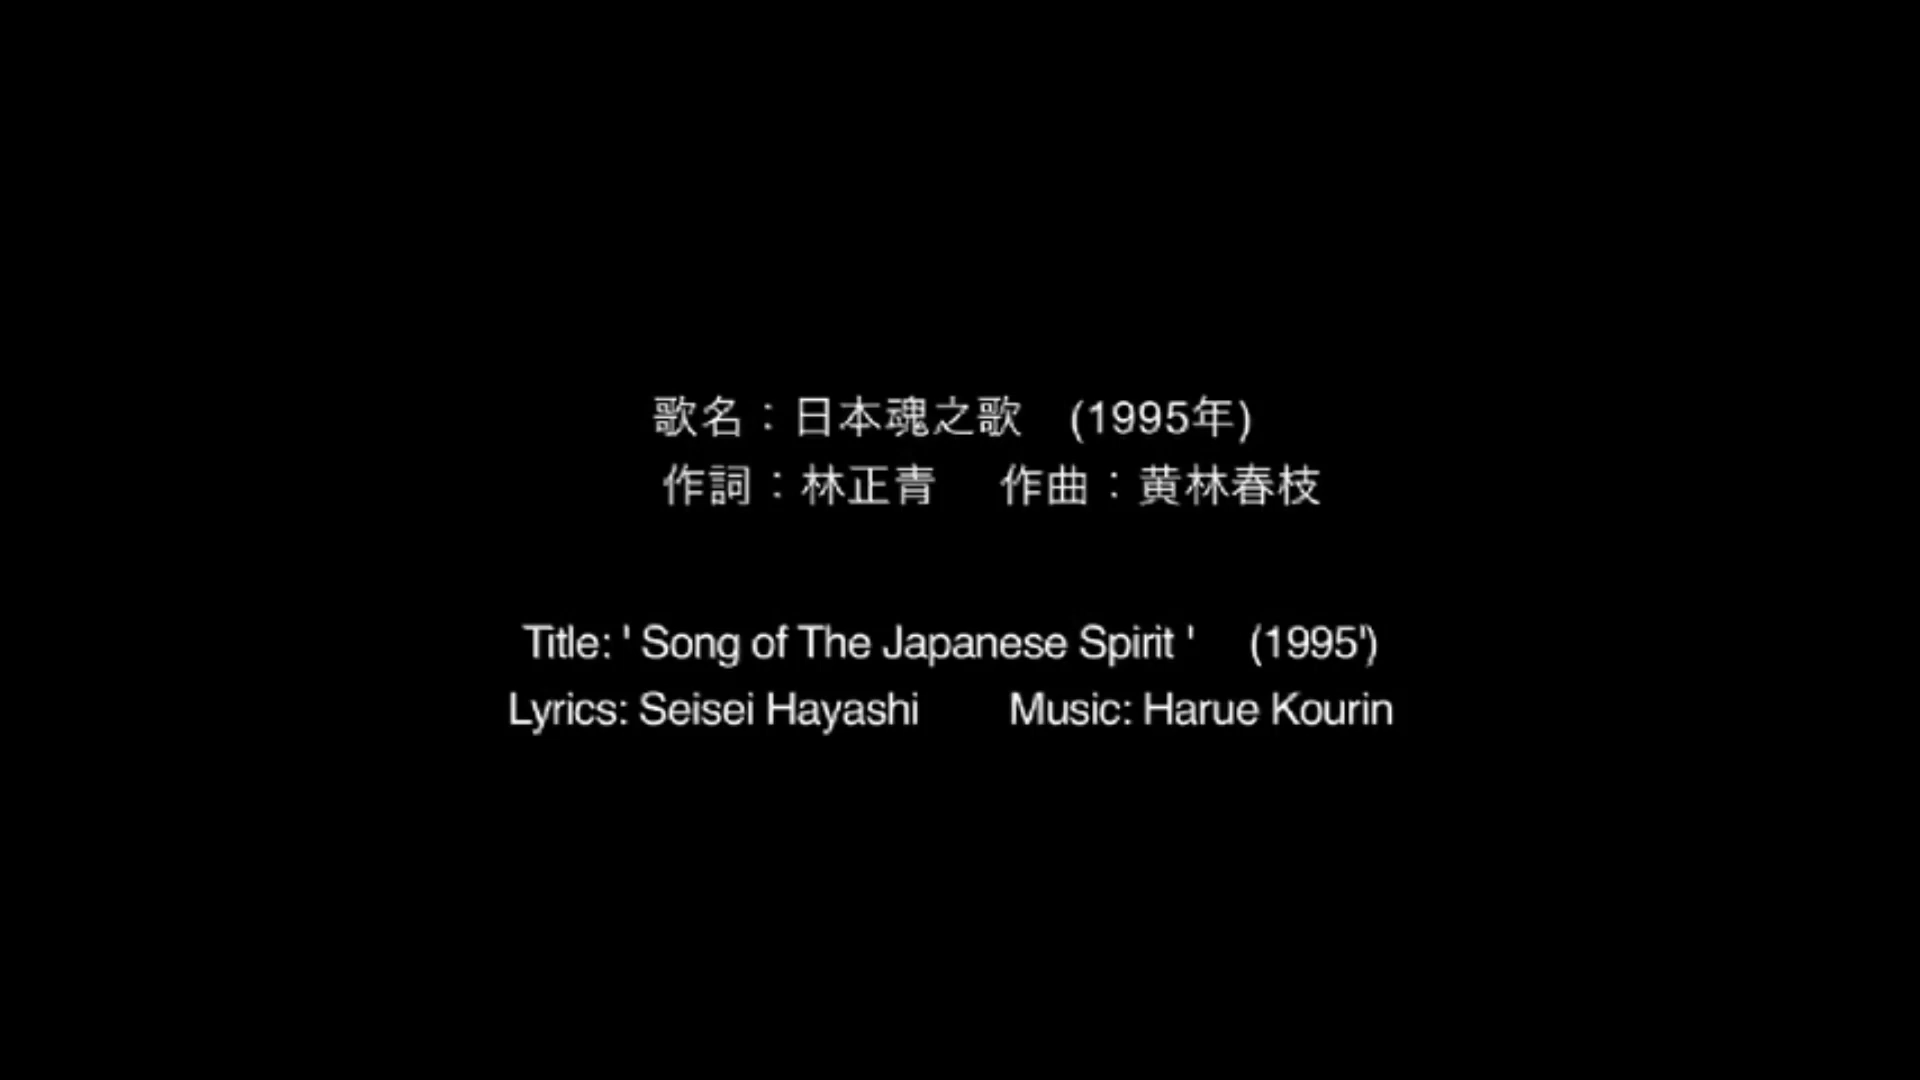 歌名：日本魂之歌　(1995年)
作詞：林正青　作曲：黄林春枝
Title: ' Song of The Japanese Spirit ' (1995')
Lyrics: Seisei Hayashi Music: Harue Kourin